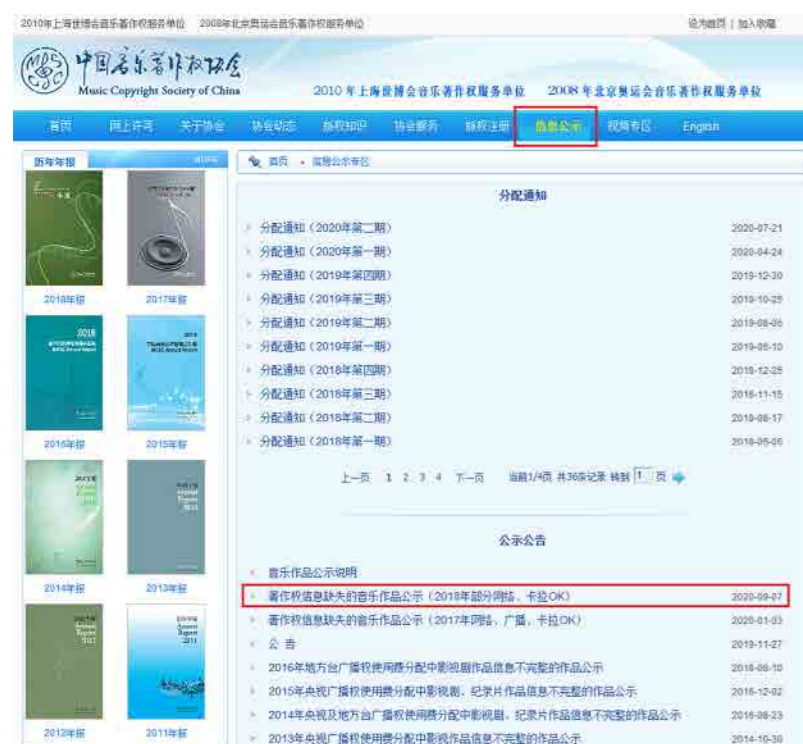 2010年上海世博会音乐著作权服务单位 2008年北京奥运会音乐著作权服务单位 设为首页 | 加入收藏
中国音乐著作权协会
Music Copyright Society of China
2010年上海世博会音乐著作权服务单位 2008年北京奥运会音乐著作权服务单位
首页 网上许可 关于协会 协会动态 版权知识 协会服务 版权注册 信息公示 视频专区 English
历年年报
首页 信息公示专区
分配通知
分配通知（2020年第二期） 2020-07-21
分配通知（2020年第一期） 2020-04-24
分配通知（2019年第四期） 2019-12-30
分配通知（2019年第三期） 2019-10-25
分配通知（2019年第二期）
分配通知（2019年第一期） 2019-05-10
分配通知（2018年第四期） 2018-12-25
分配通知（2018年第三期） 2018-11-15
分配通知（2018年第二期）
分配通知（2018年第一期）
上一页 1 2 3 4 下一页 当前1/4页 共36条记录 转到 1 页
公示公告
音乐作品公示说明
著作权信息缺失的音乐作品公示（2018年部分网络、卡拉OK） 2020-09-07
著作权信息缺失的音乐作品公示（2017年网络、广播、卡拉OK） 2020-01-03
公 告 2019-11-27
2016年地方台广播权使用费分配中影视剧作品信息不完整的作品公示
2015年央视广播权使用费分配中影视剧、纪录片作品信息不完整的作品公示 2016-12-02
2014年央视及地方台广播权使用费分配中影视剧、纪录片作品信息不完整的作品公示 2016-08-23
2013年央视广播权使用费分配中影视作品信息不完整的作品公示 2014-10-30
2018年报 2017年报
2016年报 2015年报
2014年报 2013年报
2012年报 2011年报